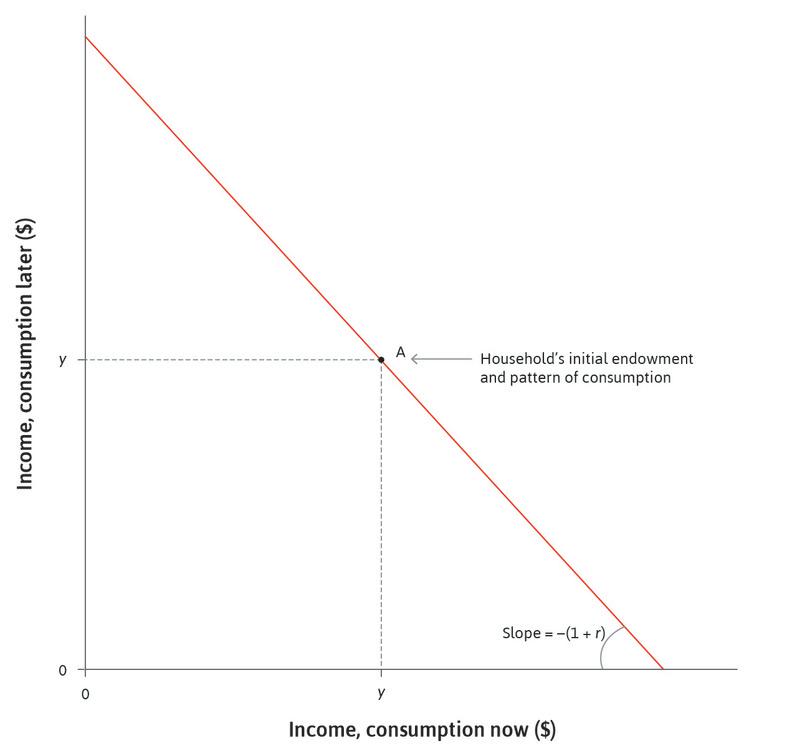 Income, consumption later ($)
y
A
Household’s initial endowment
and pattern of consumption
Slope = –(1 + r)
0
0
y
Income, consumption now ($)